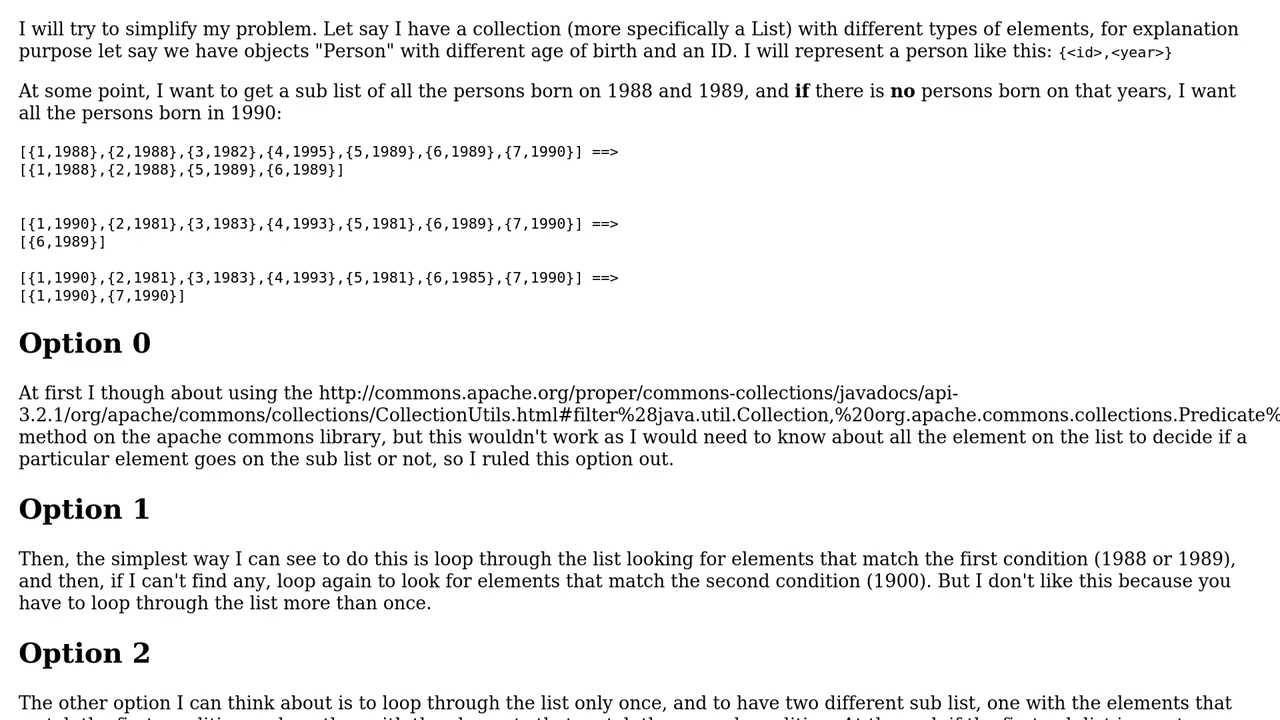 I will try to simplify my problem. Let say I have a collection (more specifically a List) with different types of elements, for explanation
purpose let say we have objects "Person" with different age of birth and an ID. I will represent a person like this: {<id>,<year>}
At some point, I want to get a sub list of all the persons born on 1988 and 1989, and if there is no persons born on that years, I want
all the persons born in 1990:
[{1,1988},{2,1988},{3,1982},{4,1995},{5,1989},{6,1989},{7,1990}] ==>
[{1,1988},{2,1988},{5,1989},{6,1989}]
[{1,1990},{2,1981},{3,1983},{4,1993},{5,1981},{6,1989},{7,1990}] ==>
[{6,1989}]
[{1,1990},{2,1981},{3,1983},{4,1993},{5,1981},{6,1985},{7,1990}] ==>
[{1,1990},{7,1990}]
Option 0
At first I though about using the http://commons.apache.org/proper/commons-collections/javadocs/api-
3.2.1/org/apache/commons/collections/CollectionUtils.html#filter%28java.util.Collection,%20org.apache.commons.collections.Predicate%
method on the apache commons library, but this wouldn't work as I would need to know about all the element on the list to decide if a
particular element goes on the sub list or not, so I ruled this option out.
Option 1
Then, the simplest way I can see to do this is loop through the list looking for elements that match the first condition (1988 or 1989),
and then, if I can't find any, loop again to look for elements that match the second condition (1900). But I don't like this because you
have to loop through the list more than once.
Option 2
The other option I can think about is to loop through the list only once, and to have two different sub list, one with the elements that